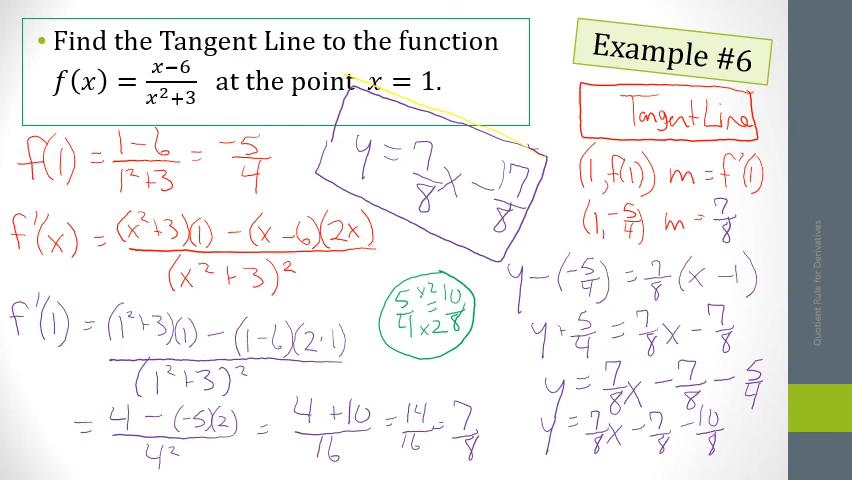 • Find the Tangent Line to the function
f(x) = (x−6)/(x²+3) at the point x = 1.
Example #6
Tangent Line
f(1) = (1−6)/(1²+3) = −5/4
y = 7/8 x − 17/8
(1, f(1)) m = f'(1)
(1, −5/4) m = 7/8
f'(x) = ((x²+3)(1) − (x−6)(2x))/(x²+3)²
f'(1) = ((1²+3)(1) − (1−6)(2·1))/(1²+3)²
= (4 − (−5)(2))/4² = (4+10)/16 = 14/16 = 7/8
5/4 ×2/×2 = 10/8
y − (−5/4) = 7/8 (x − 1)
y + 5/4 = 7/8 x − 7/8
y = 7/8 x − 7/8 − 5/4
y = 7/8 x − 7/8 − 10/8
Quotient Rule for Derivatives